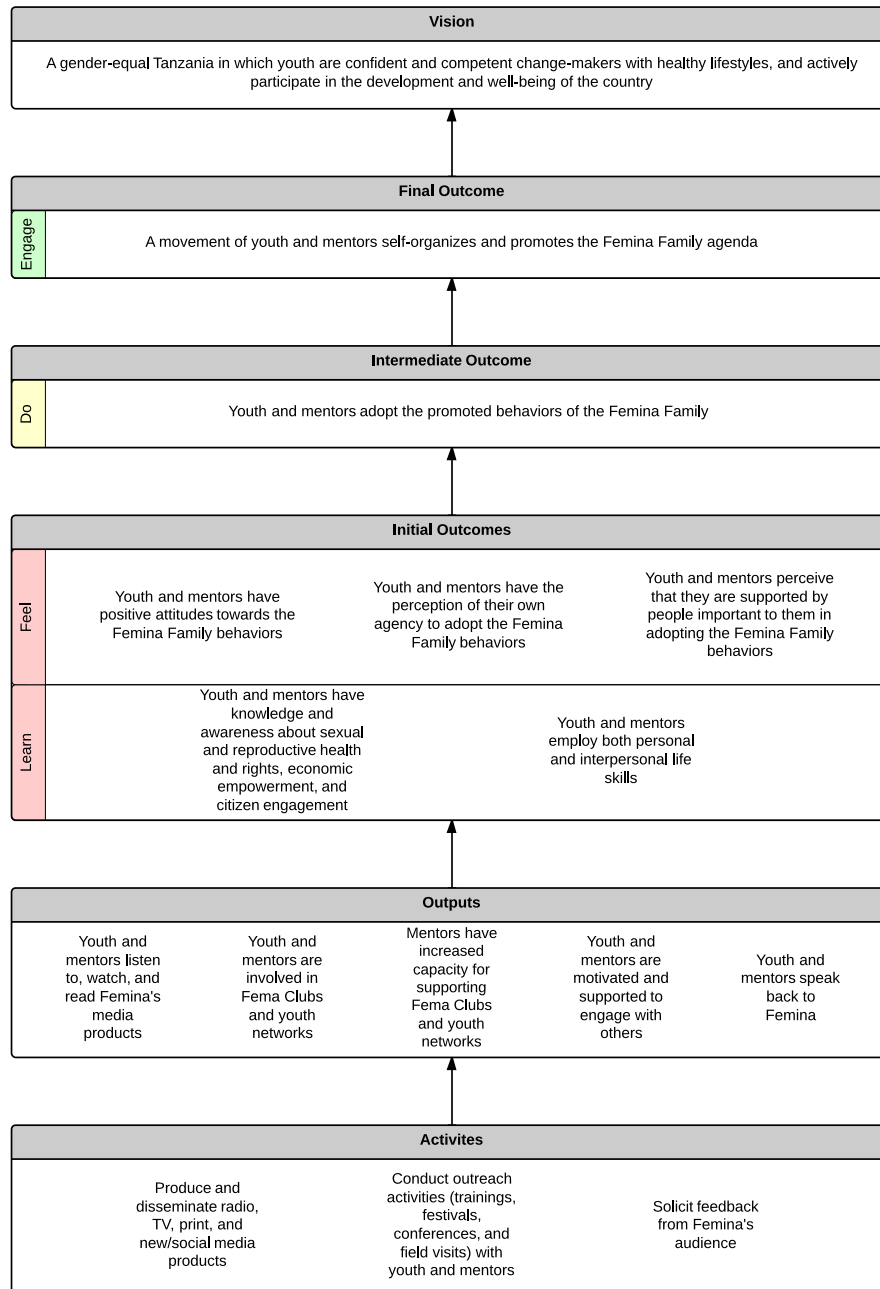 Vision
A gender-equal Tanzania in which youth are confident and competent change-makers with healthy lifestyles, and actively
participate in the development and well-being of the country
Final Outcome
Engage
A movement of youth and mentors self-organizes and promotes the Femina Family agenda
Intermediate Outcome
Do
Youth and mentors adopt the promoted behaviors of the Femina Family
Initial Outcomes
Feel
Youth and mentors have
positive attitudes towards the
Femina Family behaviors
Youth and mentors have the
perception of their own
agency to adopt the Femina
Family behaviors
Youth and mentors perceive
that they are supported by
people important to them in
adopting the Femina Family
behaviors
Learn
Youth and mentors have
knowledge and
awareness about sexual
and reproductive health
and rights, economic
empowerment, and
citizen engagement
Youth and mentors
employ both personal
and interpersonal life
skills
Outputs
Youth and
mentors listen
to, watch, and
read Femina's
media
products
Youth and
mentors are
involved in
Fema Clubs
and youth
networks
Mentors have
increased
capacity for
supporting
Fema Clubs
and youth
networks
Youth and
mentors are
motivated and
supported to
engage with
others
Youth and
mentors speak
back to
Femina
Activites
Produce and
disseminate radio,
TV, print, and
new/social media
products
Conduct outreach
activities (trainings,
festivals,
conferences, and
field visits) with
youth and mentors
Solicit feedback
from Femina's
audience